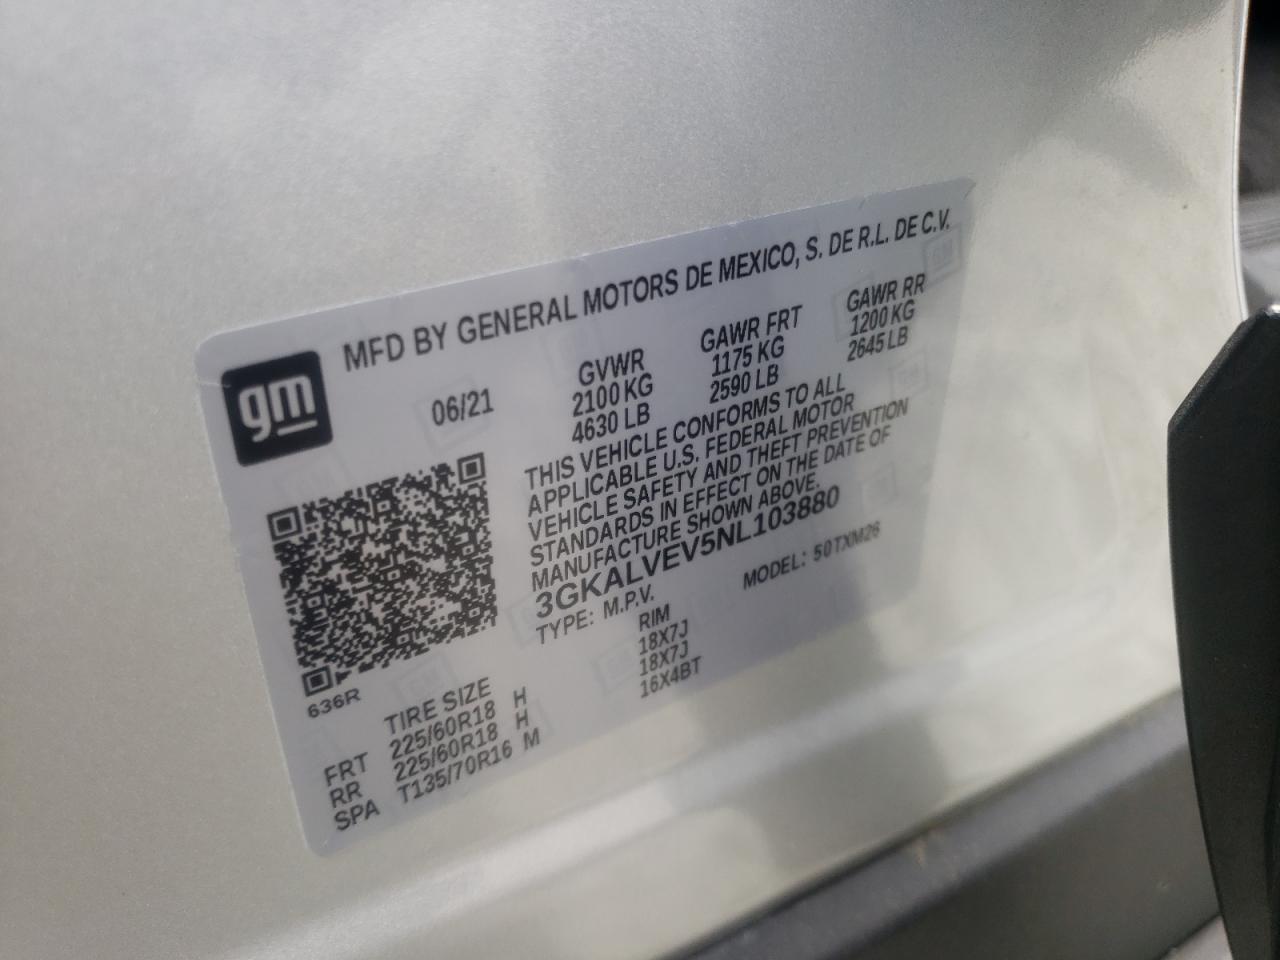 gm
MFD BY GENERAL MOTORS DE MEXICO, S. DE R.L. DE C.V.
06/21
GVWR
2100 KG
4630 LB
GAWR FRT
1175 KG
2590 LB
GAWR RR
1200 KG
2645 LB
THIS VEHICLE CONFORMS TO ALL
APPLICABLE U.S. FEDERAL MOTOR
VEHICLE SAFETY AND THEFT PREVENTION
STANDARDS IN EFFECT ON THE DATE OF
MANUFACTURE SHOWN ABOVE.
3GKALVEV5NL103880
TYPE: M.P.V.
MODEL: 50TXM26
636R
TIRE SIZE RIM
FRT 225/60R18 H 18X7J
RR 225/60R18 H 18X7J
SPA T135/70R16 M 16X4BT